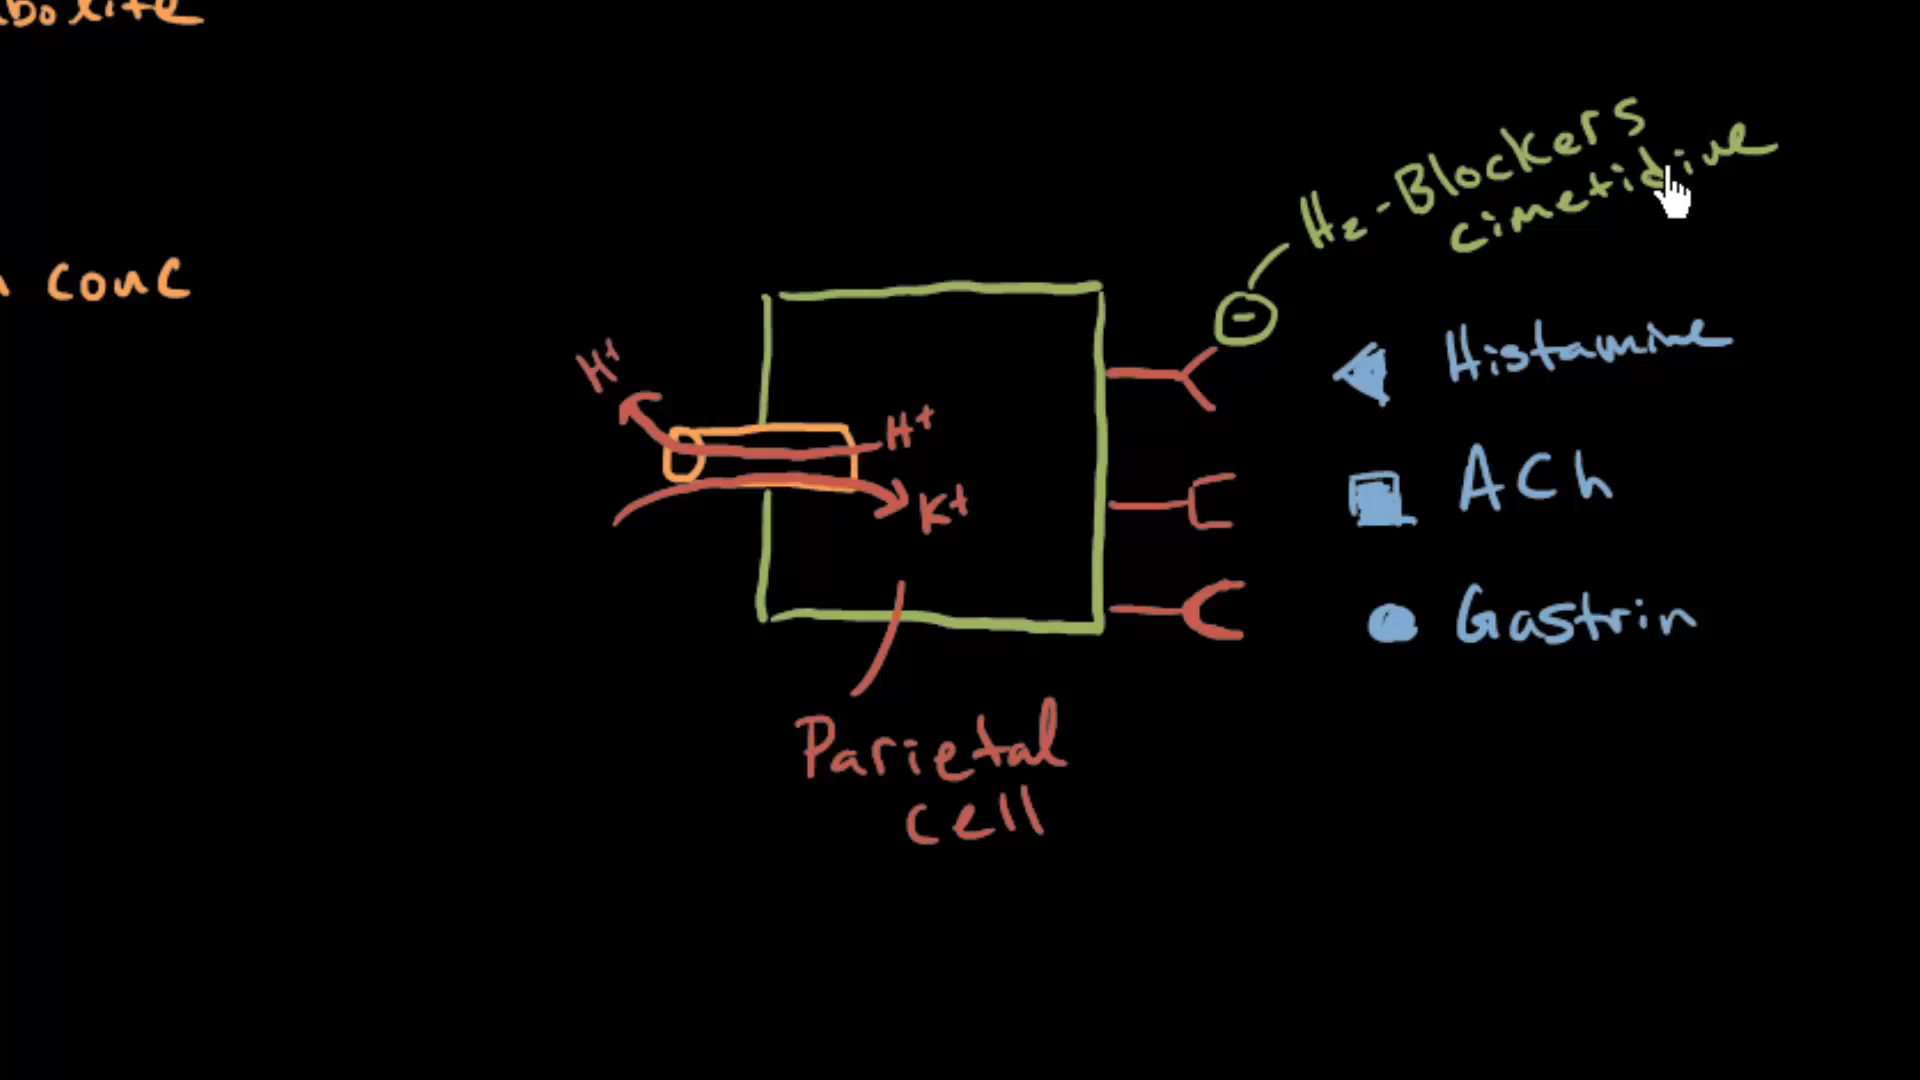 conc
H2-Blockers
cimetidine
Histamine
H+
H+
ACh
K+
Gastrin
Parietal
cell